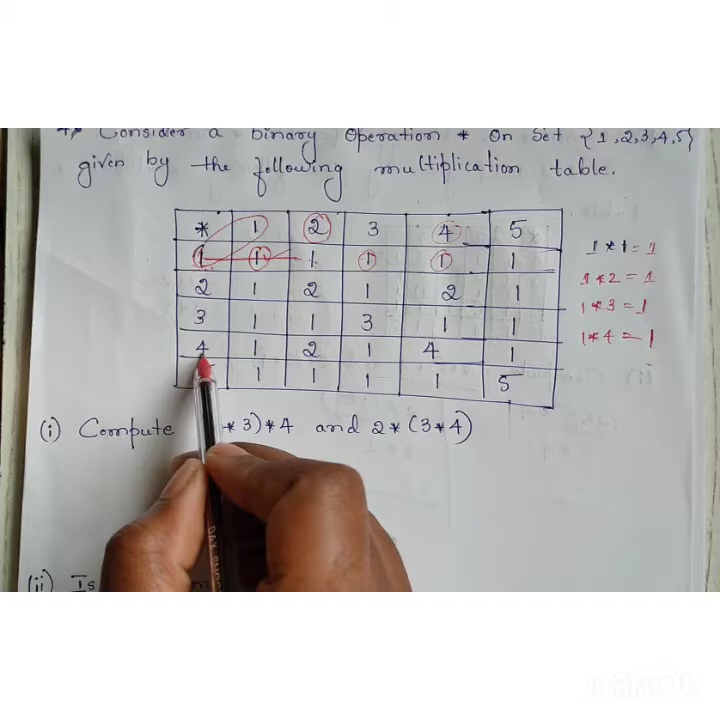 Consider a binary Operation * On Set {1,2,3,4,5}
given by the following multiplication table.
* 1 2 3 4 5
1 1 1 1 1 1
2 1 2 1 2 1
3 1 1 3 1 1
4 1 2 1 4 1
1 1 1 1 5
1 * 1 = 1
1 * 2 = 1
1 * 3 = 1
1 * 4 = 1
(i) Compute * 3) * 4 and 2 * (3 * 4)
(ii) Is